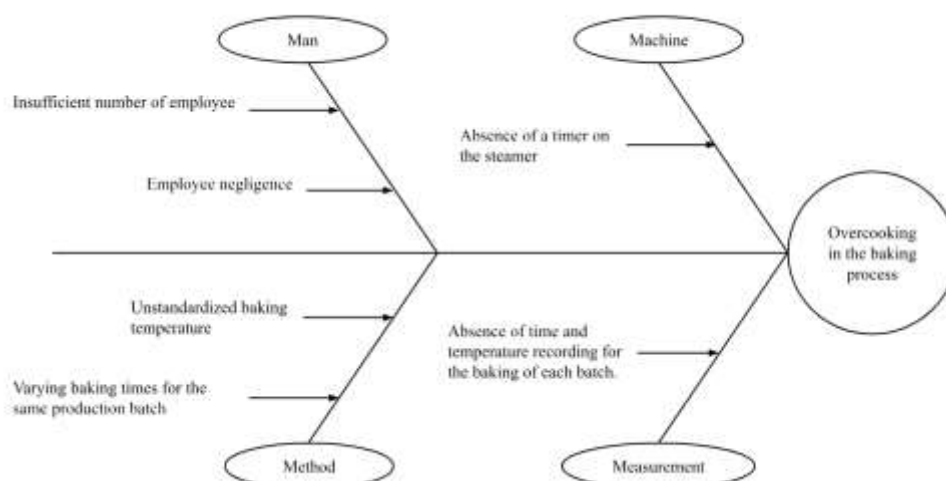 Man
Machine
Insufficient number of employee
Absence of a timer on
the steamer
Employee negligence
Overcooking
in the baking
process
Unstandardized baking
temperature
Absence of time and
temperature recording for
the baking of each batch.
Varying baking times for the
same production batch
Method
Measurement